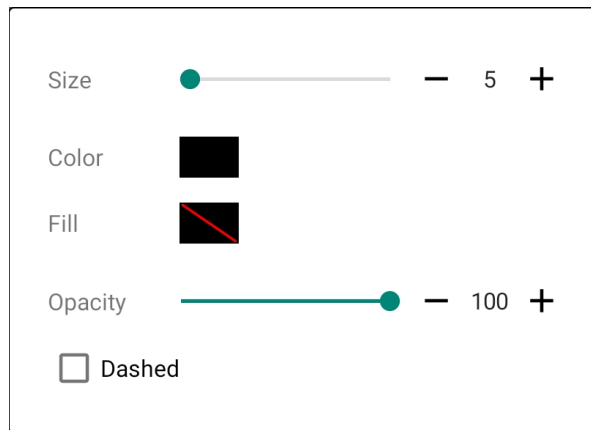 Size − 5 +
Color
Fill
Opacity − 100 +
Dashed